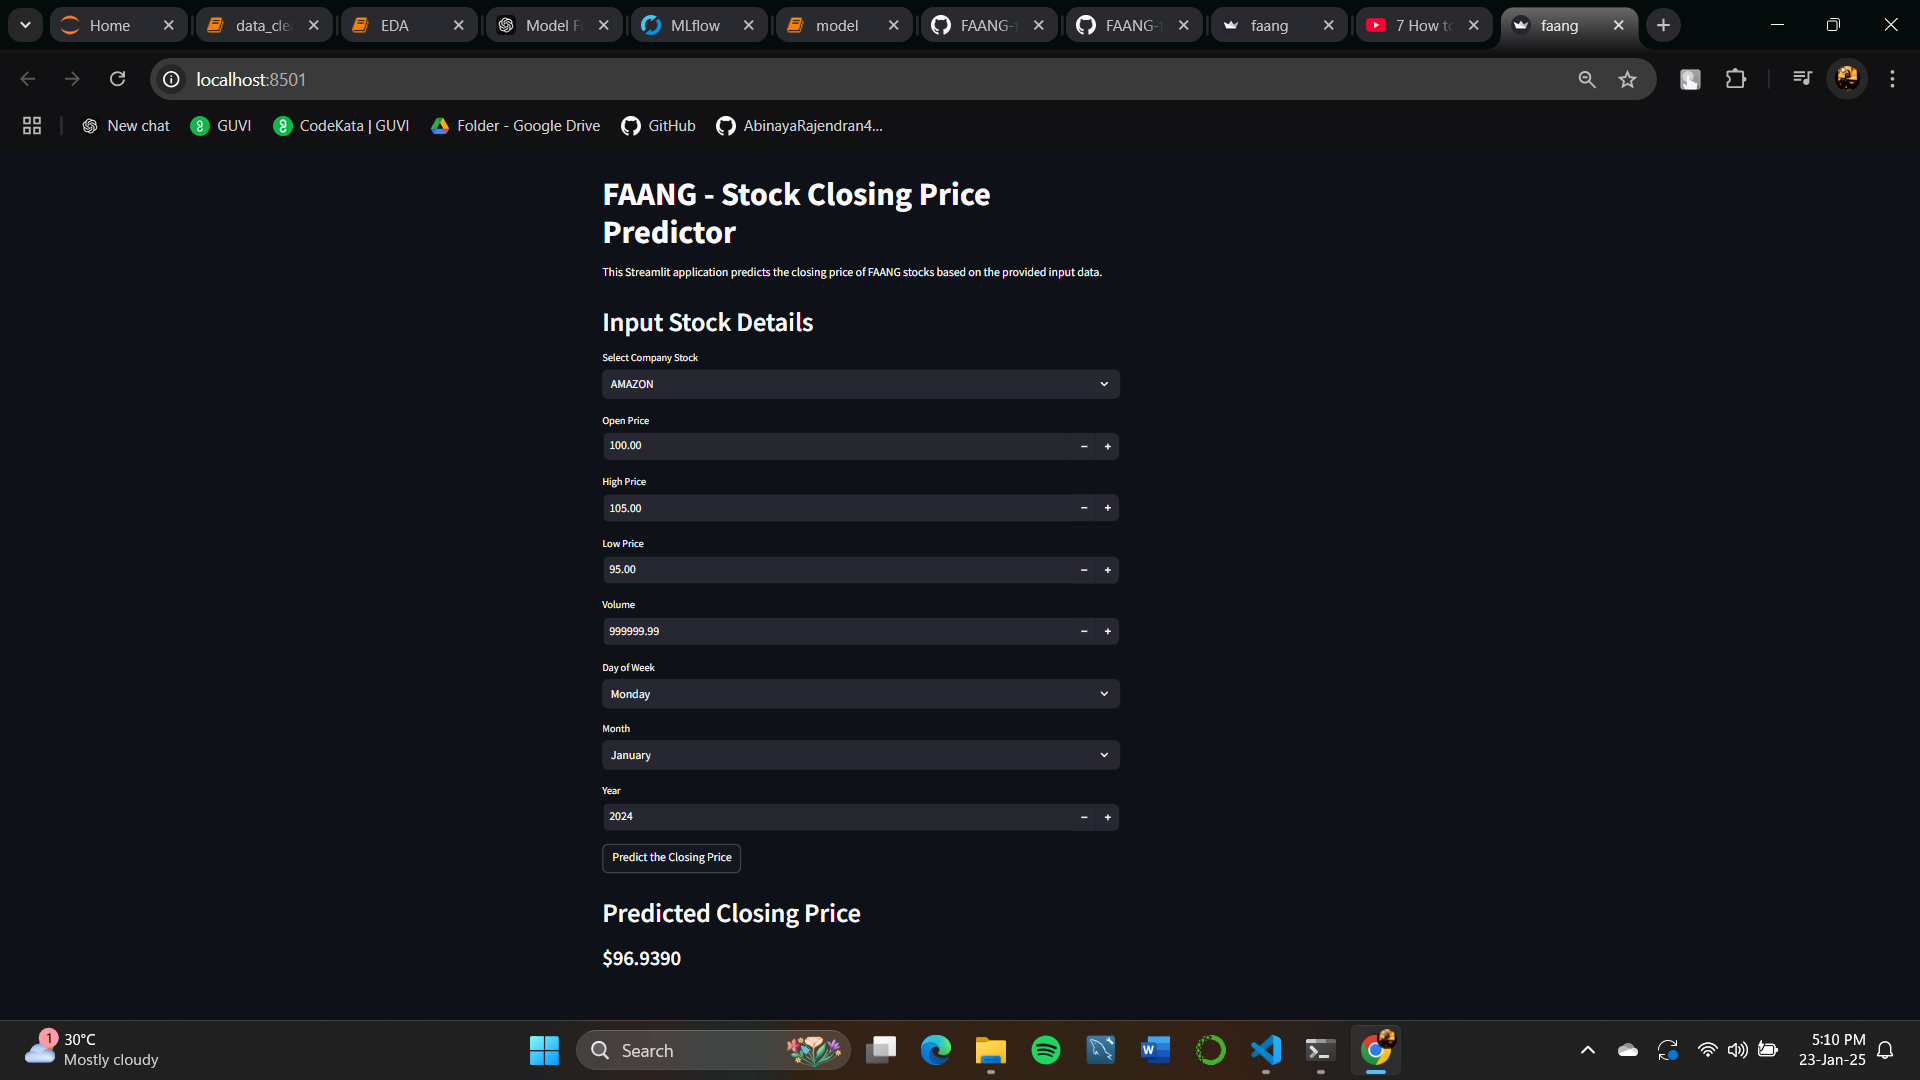 Home
data_cle
EDA
Model F
MLflow
model
FAANG-
FAANG-
faang
7 How to
faang
localhost:8501
New chat
GUVI
CodeKata | GUVI
Folder - Google Drive
GitHub
AbinayaRajendran4...
FAANG - Stock Closing Price
Predictor
This Streamlit application predicts the closing price of FAANG stocks based on the provided input data.
Input Stock Details
Select Company Stock
AMAZON
Open Price
100.00
High Price
105.00
Low Price
95.00
Volume
999999.99
Day of Week
Monday
Month
January
Year
2024
Predict the Closing Price
Predicted Closing Price
$96.9390
1
30°C
Mostly cloudy
Search
5:10 PM
23-Jan-25